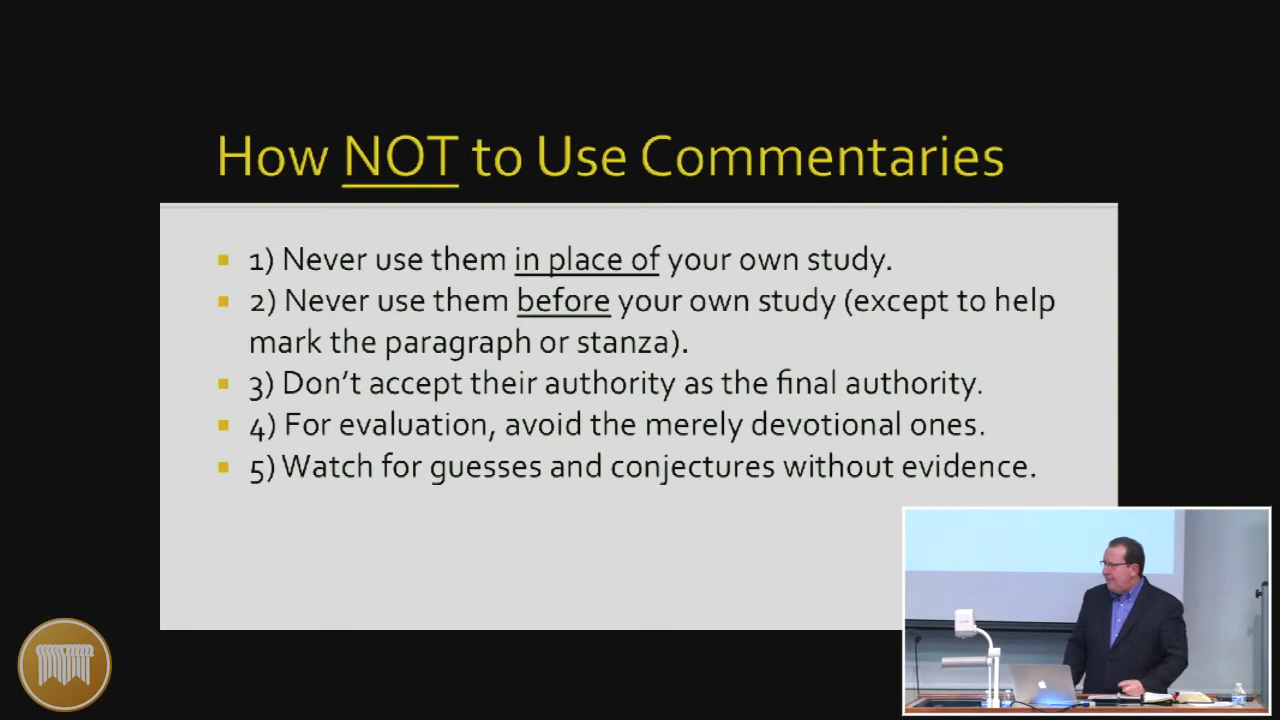 How NOT to Use Commentaries
1) Never use them in place of your own study.
2) Never use them before your own study (except to help
mark the paragraph or stanza).
3) Don't accept their authority as the final authority.
4) For evaluation, avoid the merely devotional ones.
5) Watch for guesses and conjectures without evidence.